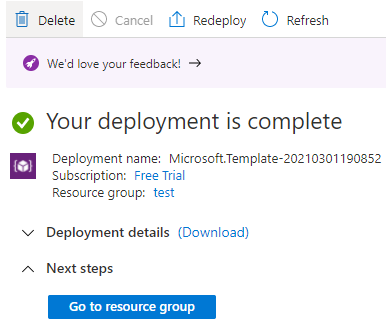 Delete Cancel Redeploy Refresh
We'd love your feedback! →
Your deployment is complete
Deployment name: Microsoft.Template-20210301190852
Subscription: Free Trial
Resource group: test
Deployment details (Download)
Next steps
Go to resource group